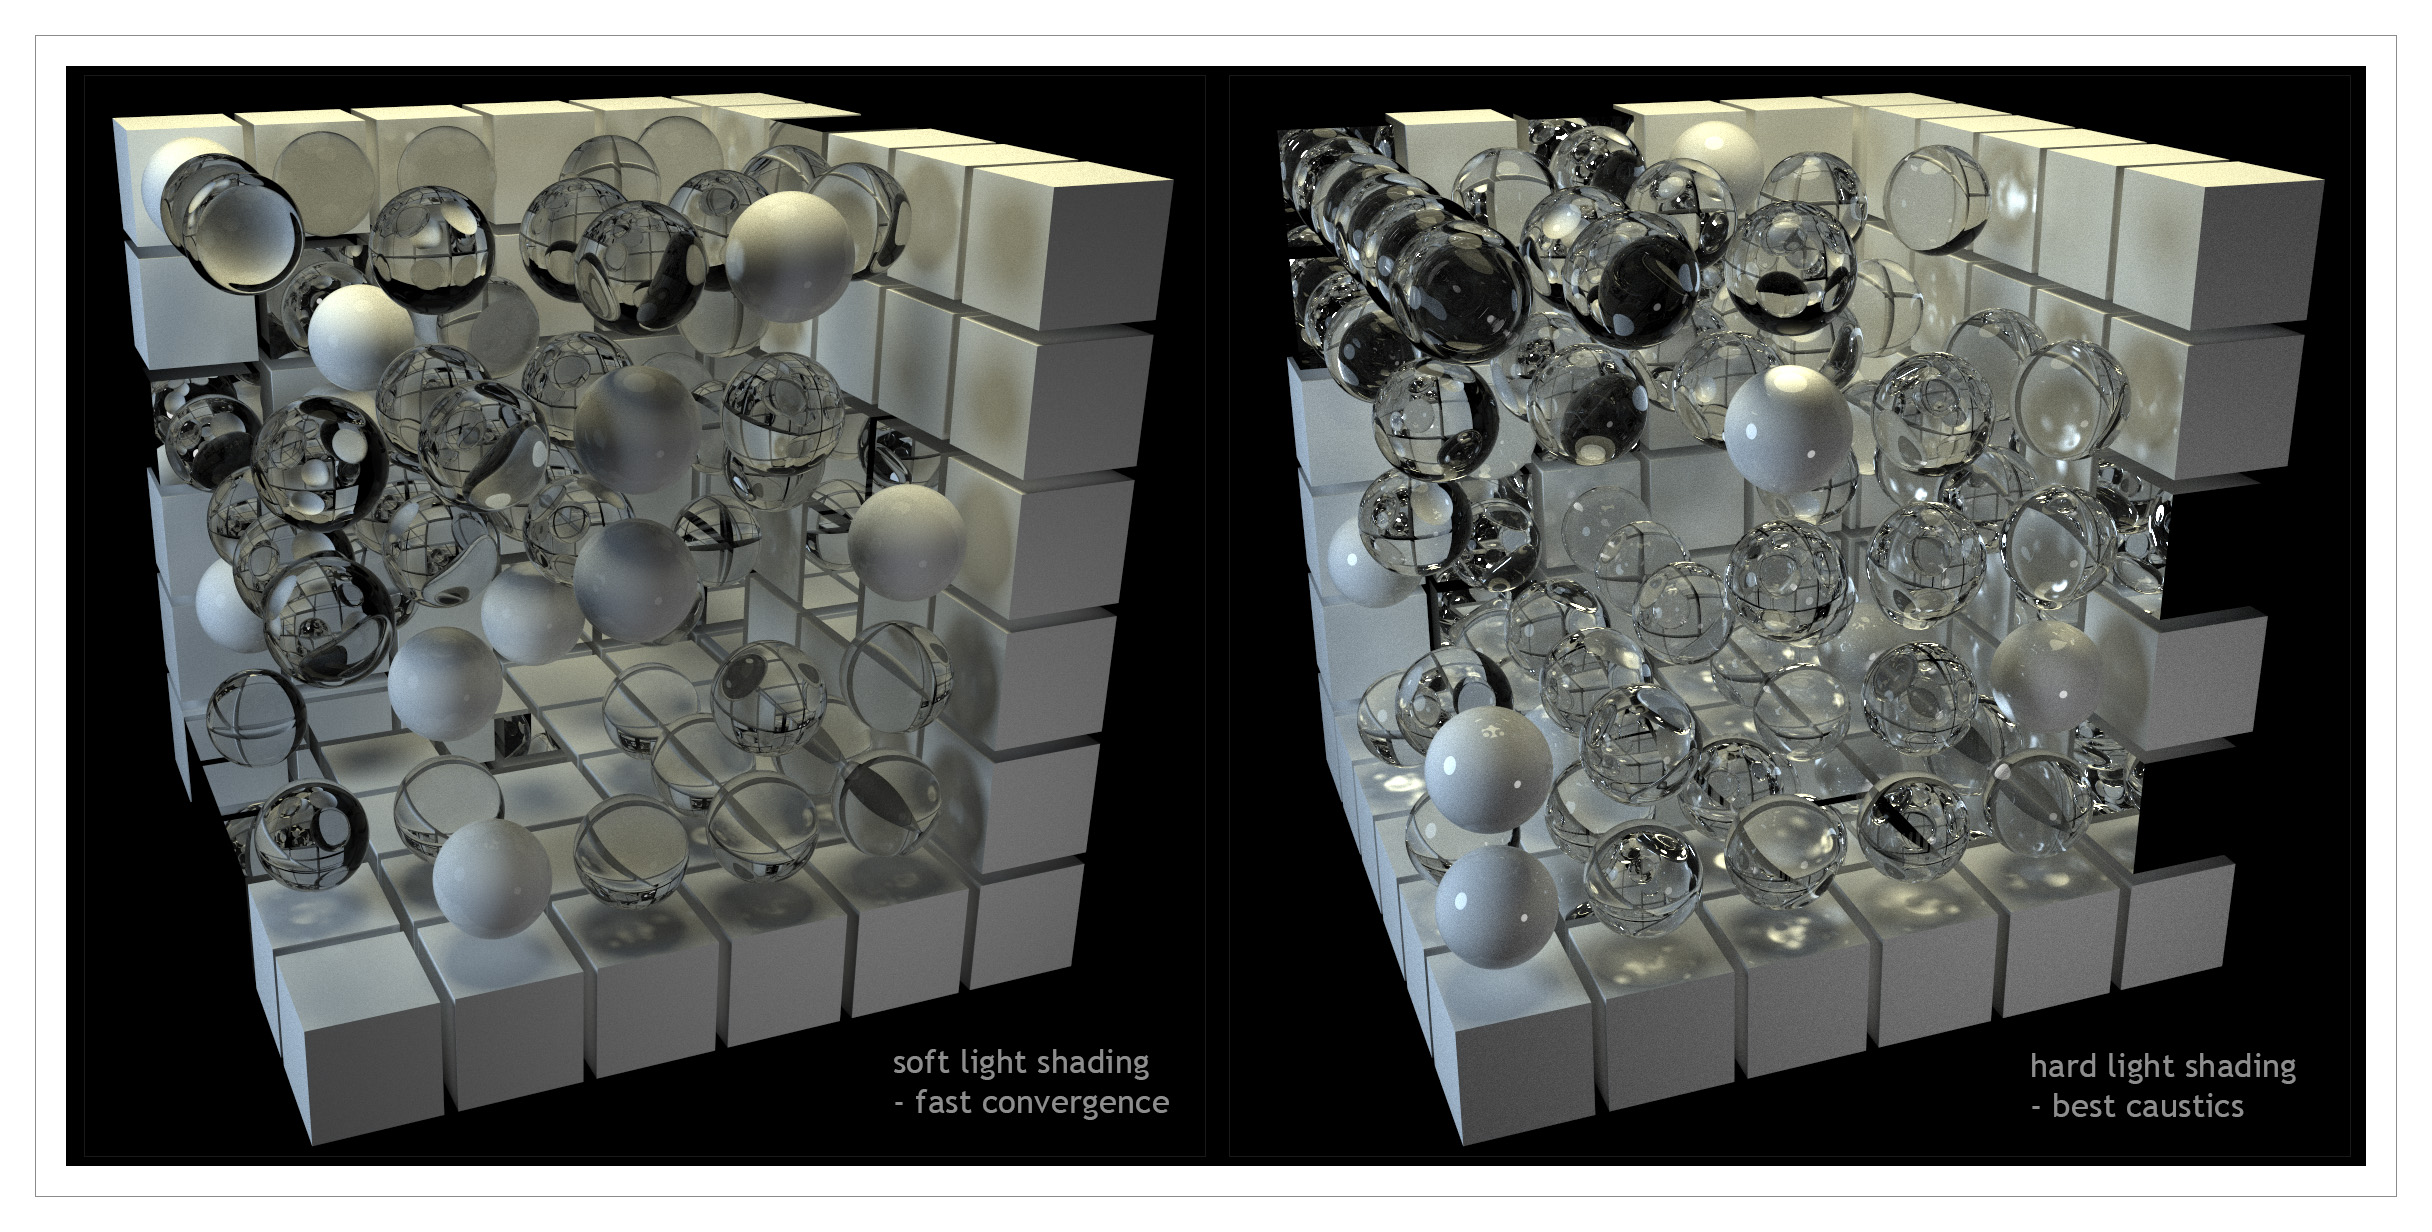 soft light shading
- fast convergence
hard light shading
- best caustics